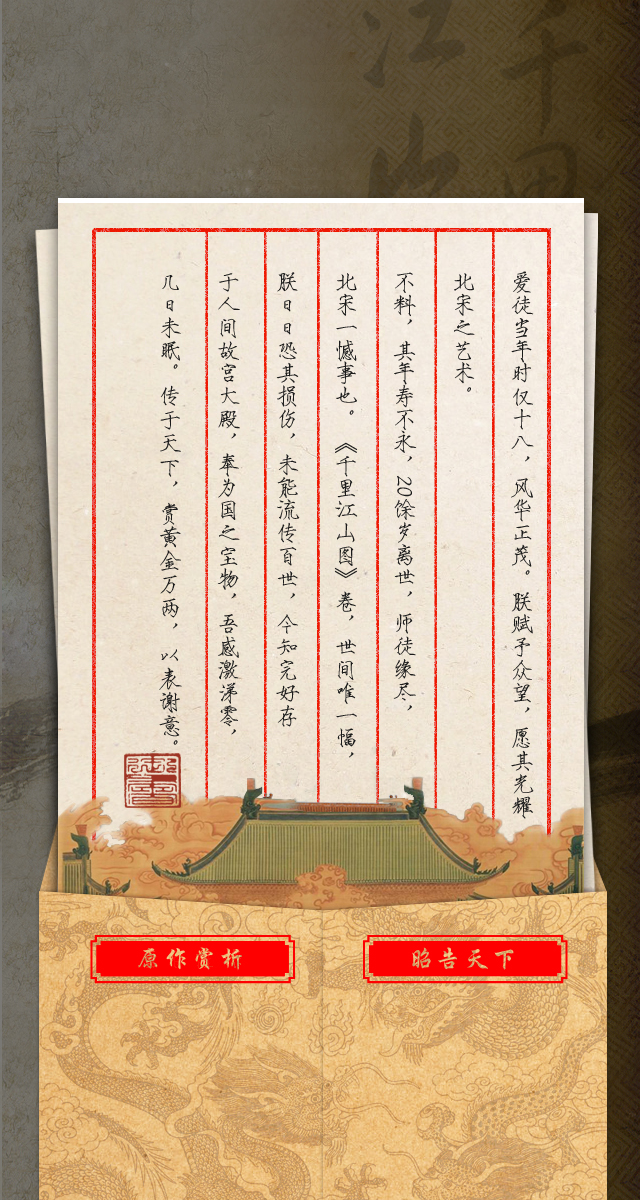 千里
江山
爱徒当年时仅十八，风华正茂。朕赋予众望，愿其光耀
北宋之艺术。
不料，其年寿不永，20馀岁离世，师徒缘尽，
北宋一憾事也。《千里江山图》卷，世间唯一幅，
朕日日恐其损伤，未能流传百世，今知完好存
于人间故宫大殿，奉为国之宝物，吾感激涕零，
几日未眠。传于天下，赏黄金万两，以表谢意。
原作赏析
昭告天下